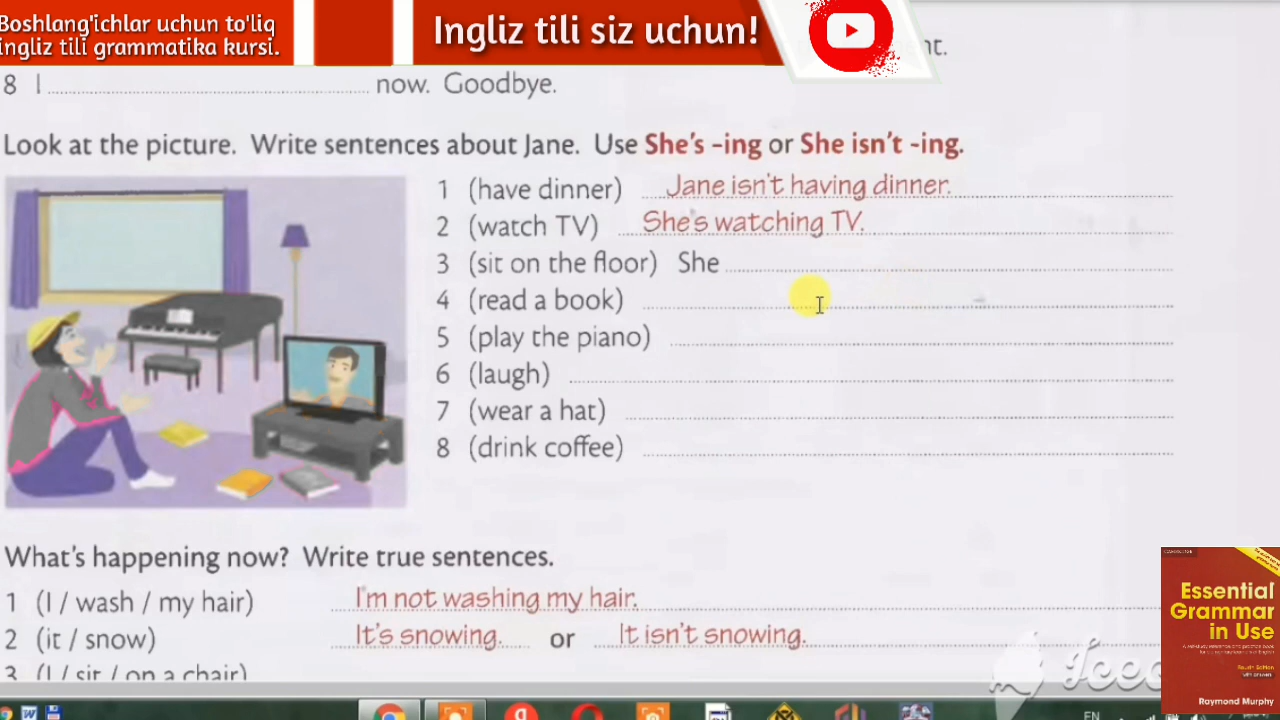 Boshlang'ichlar uchun to'liq
ingliz tili grammatika kursi.
Ingliz tili siz uchun!
8 I now. Goodbye.
Look at the picture. Write sentences about Jane. Use She's -ing or She isn't -ing.
1 (have dinner) Jane isn't having dinner.
2 (watch TV) She's watching TV.
3 (sit on the floor) She
4 (read a book)
5 (play the piano)
6 (laugh)
7 (wear a hat)
8 (drink coffee)
What's happening now? Write true sentences.
1 (I / wash / my hair) I'm not washing my hair.
2 (it / snow) It's snowing. or It isn't snowing.
3 (I / sit / on a chair)
Essential
Grammar
in Use
Fourth Edition
Raymond Murphy
EN